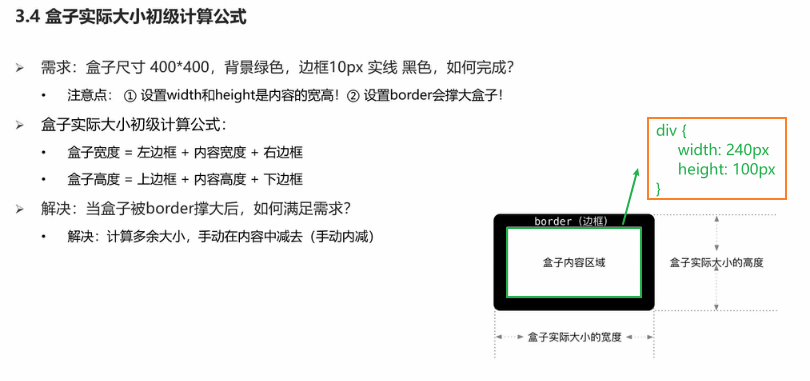 3.4 盒子实际大小初级计算公式
需求：盒子尺寸 400*400，背景绿色，边框10px 实线 黑色，如何完成？
注意点： ① 设置width和height是内容的宽高！② 设置border会撑大盒子！
盒子实际大小初级计算公式：
盒子宽度 = 左边框 + 内容宽度 + 右边框
盒子高度 = 上边框 + 内容高度 + 下边框
解决：当盒子被border撑大后，如何满足需求？
解决：计算多余大小，手动在内容中减去（手动内减）
div {
width: 240px
height: 100px
}
border（边框）
盒子内容区域
盒子实际大小的高度
盒子实际大小的宽度